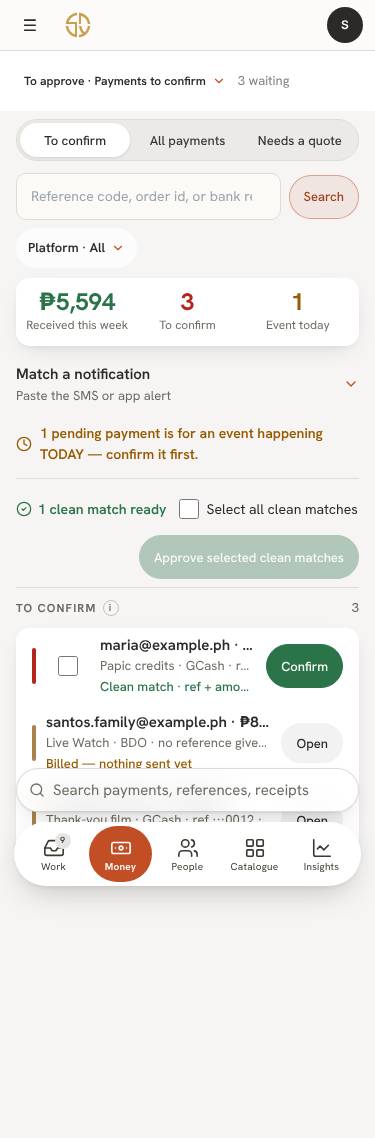 S
To approve · Payments to confirm
3 waiting
To confirm
All payments
Needs a quote
Reference code, order id, or bank re
Search
Platform · All
₱5,594
Received this week
3
To confirm
1
Event today
Match a notification
Paste the SMS or app alert
1 pending payment is for an event happening
TODAY — confirm it first.
1 clean match ready
Select all clean matches
Approve selected clean matches
TO CONFIRM
i
3
maria@example.ph · …
Papic credits · GCash · r…
Clean match · ref + amo…
Confirm
santos.family@example.ph · ₱8…
Live Watch · BDO · no reference give…
Billed — nothing sent yet
Open
Search payments, references, receipts
Thank-you film · GCash · ref ···0012 ·
Open
9
Work
Money
People
Catalogue
Insights